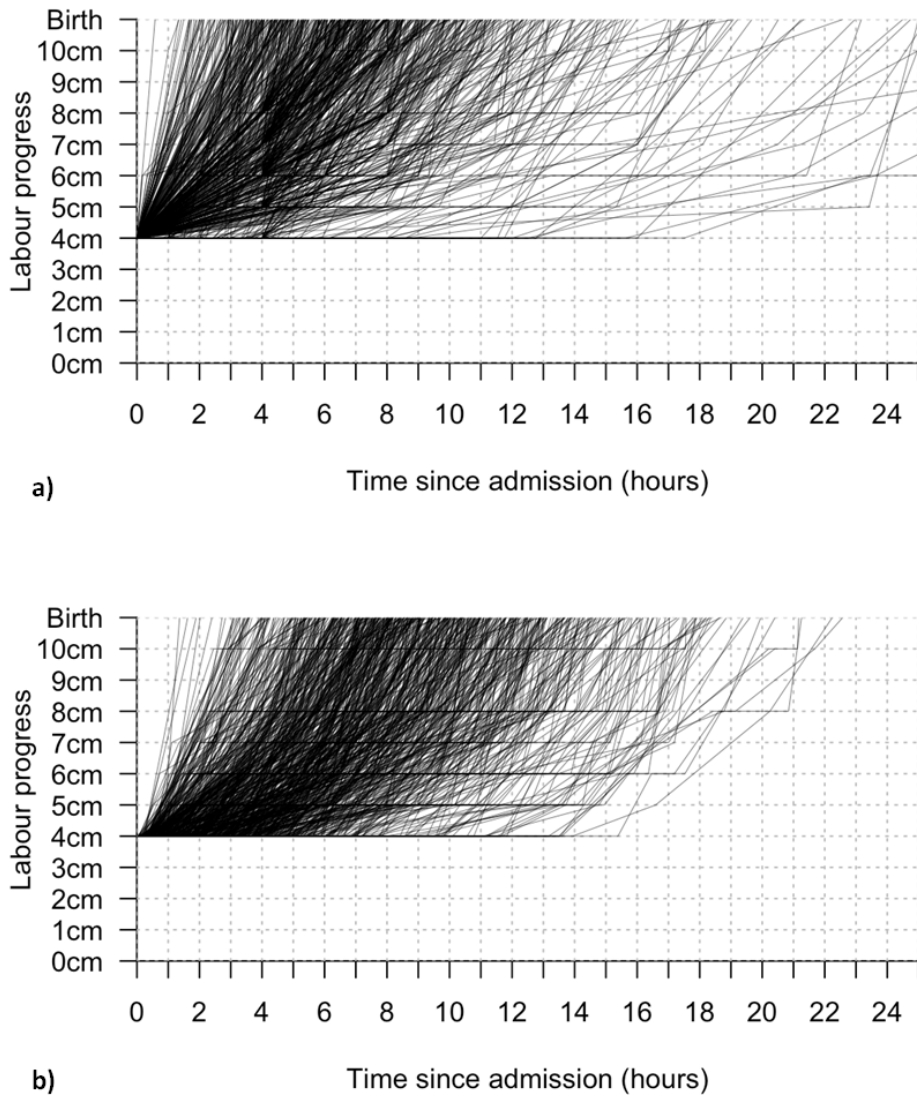 Birth
10cm
9cm
8cm
7cm
6cm
5cm
4cm
3cm
2cm
1cm
0cm
Labour progress
0 2 4 6 8 10 12 14 16 18 20 22 24
Time since admission (hours)
a)
Birth
10cm
9cm
8cm
7cm
6cm
5cm
4cm
3cm
2cm
1cm
0cm
Labour progress
0 2 4 6 8 10 12 14 16 18 20 22 24
Time since admission (hours)
b)